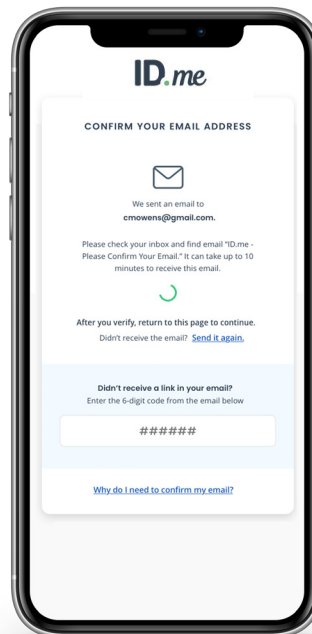 ID.me
CONFIRM YOUR EMAIL ADDRESS
We sent an email to
cmowens@gmail.com.
Please check your inbox and find email "ID.me -
Please Confirm Your Email." It can take up to 10
minutes to receive this email.
After you verify, return to this page to continue.
Didn't receive the email? Send it again.
Didn't receive a link in your email?
Enter the 6-digit code from the email below
######
Why do I need to confirm my email?